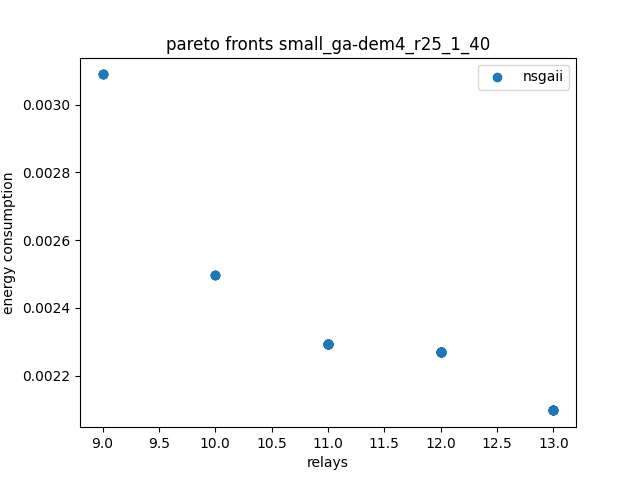 pareto fronts small_ga-dem4_r25_1_40
nsgaii
energy consumption
0.0030
0.0028
0.0026
0.0024
0.0022
9.0 9.5 10.0 10.5 11.0 11.5 12.0 12.5 13.0
relays